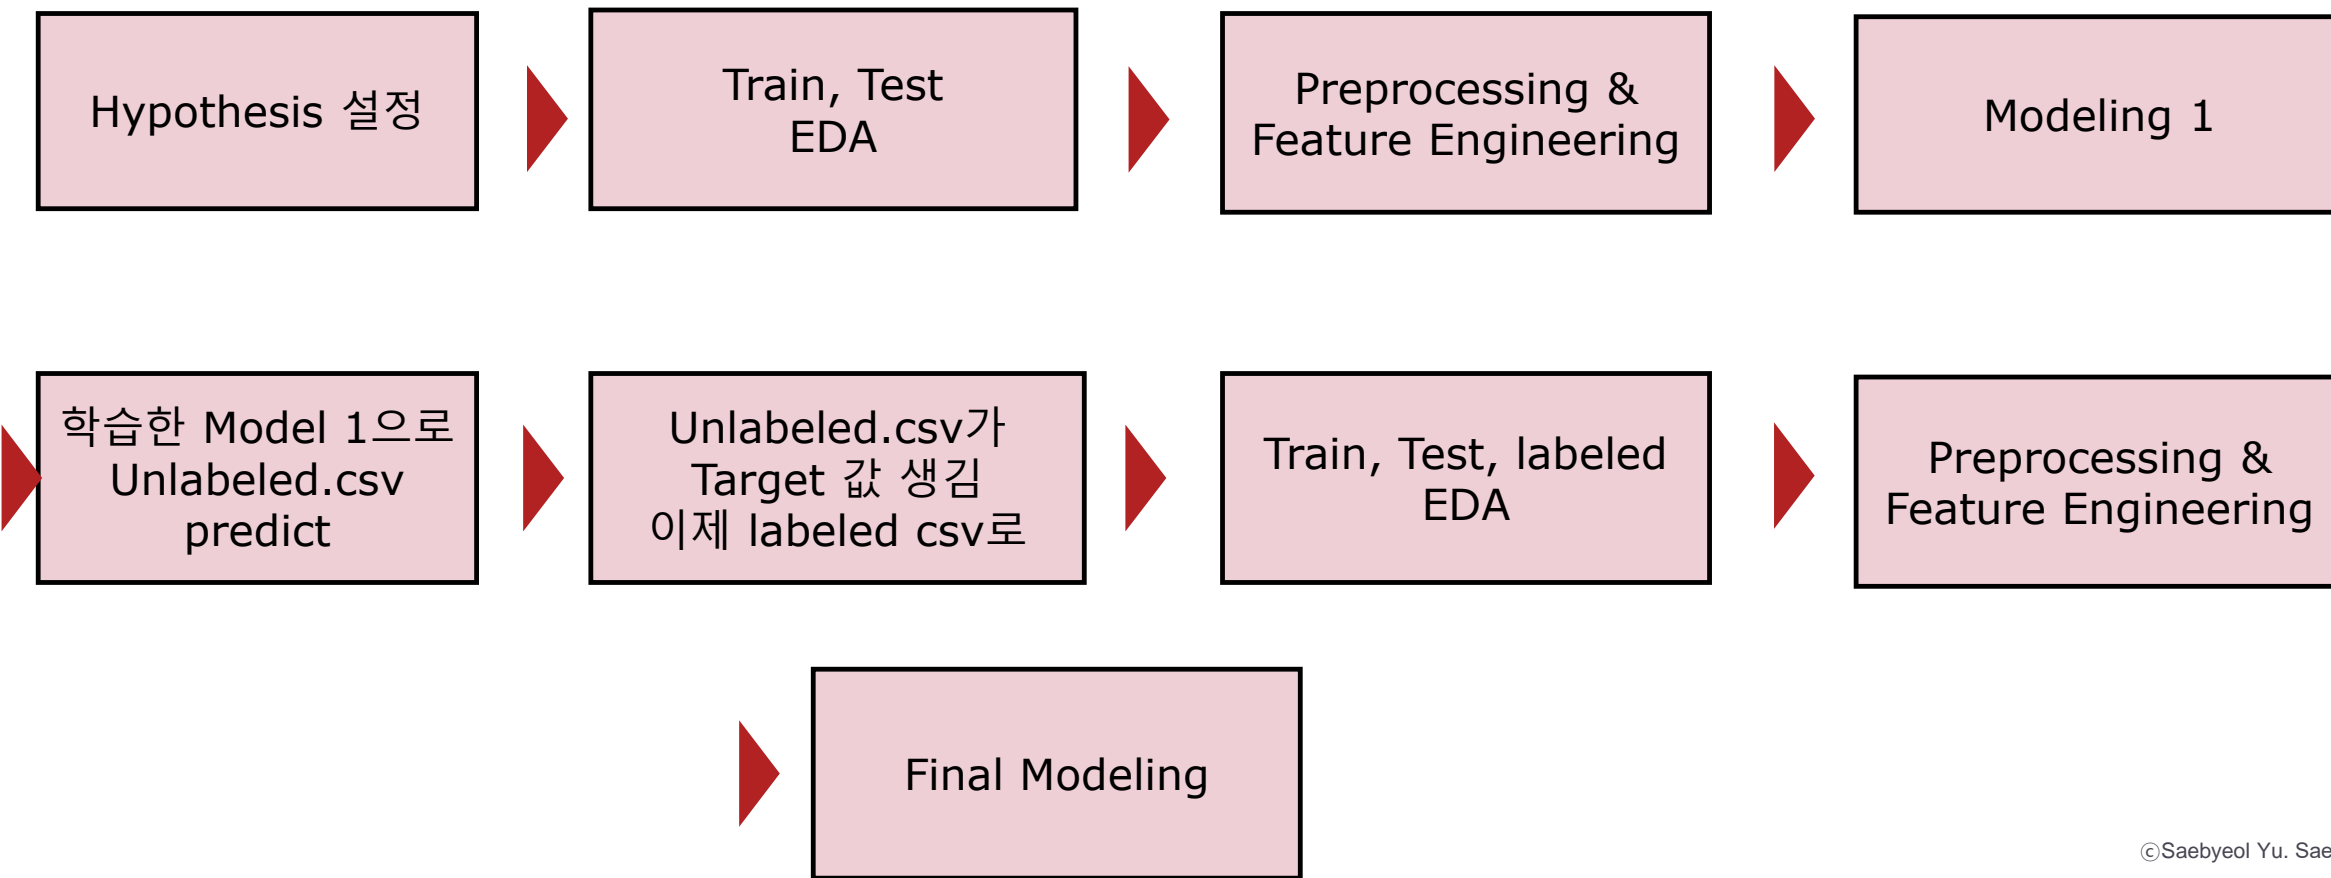 Hypothesis 설정
Train, Test
EDA
Preprocessing &
Feature Engineering
Modeling 1
학습한 Model 1으로
Unlabeled.csv
predict
Unlabeled.csv가
Target 값 생김
이제 labeled csv로
Train, Test, labeled
EDA
Preprocessing &
Feature Engineering
Final Modeling
ⓒSaebyeol Yu. Sae